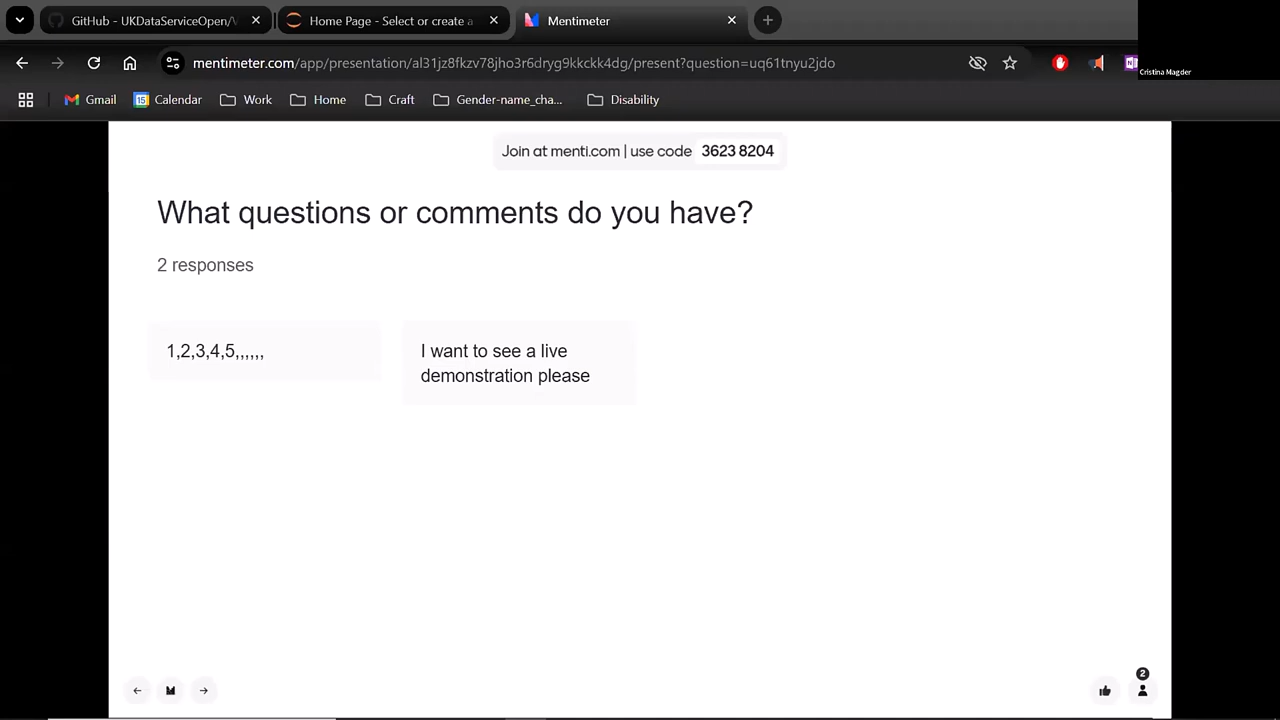 GitHub - UKDataServiceOpen/
Home Page - Select or create a
Mentimeter
mentimeter.com/app/presentation/al31jz8fkzv78jho3r6dryg9kkckk4dg/present?question=uq61tnyu2jdo
Cristina Magder
Gmail
15
Calendar
Work
Home
Craft
Gender-name_cha...
Disability
Join at menti.com | use code 3623 8204
What questions or comments do you have?
2 responses
1,2,3,4,5,,,,,,
I want to see a live
demonstration please
2